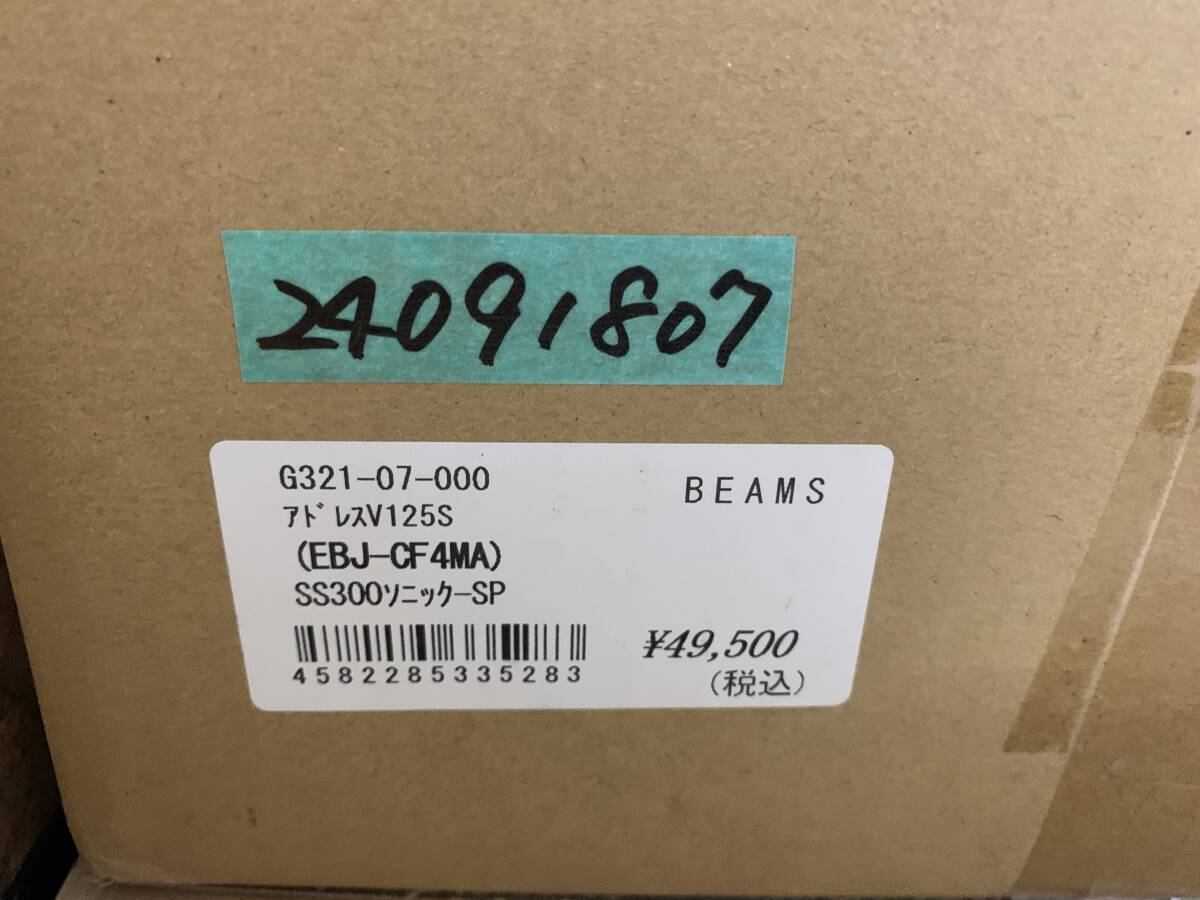 24091807
G321-07-000
BEAMS
ｱﾄﾞﾚｽV125S
(EBJ-CF4MA)
SS300ｿﾆｯｸ-SP
4582285335283
¥49,500
(税込)